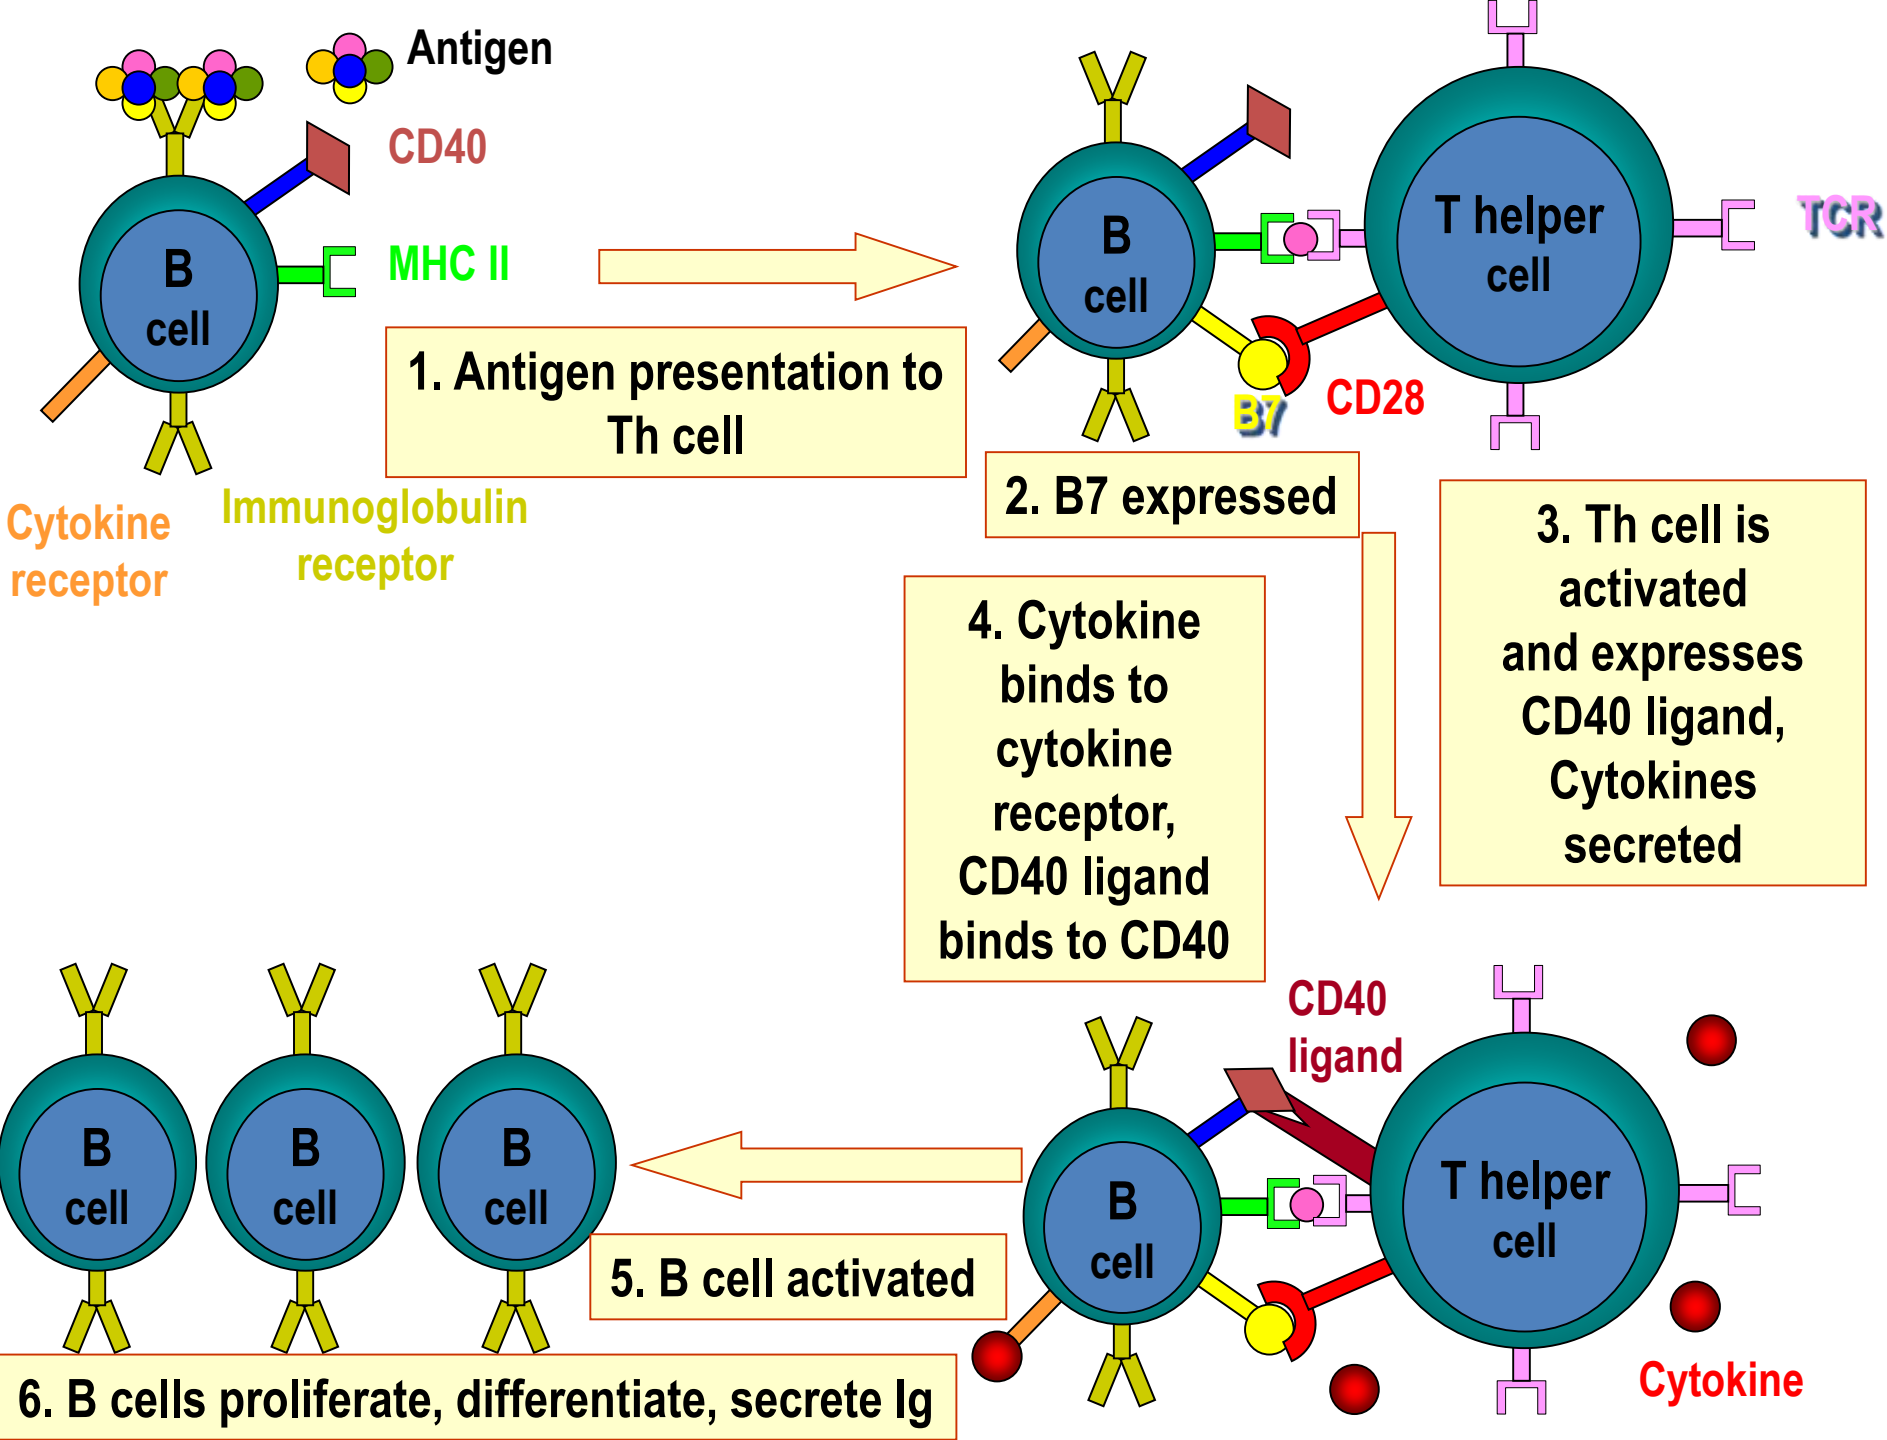 Antigen
CD40
MHC II
B
cell
Cytokine
receptor
Immunoglobulin
receptor
1. Antigen presentation to
Th cell
B
cell
T helper
cell
TCR
B7
CD28
2. B7 expressed
3. Th cell is
activated
and expresses
CD40 ligand,
Cytokines
secreted
4. Cytokine
binds to
cytokine
receptor,
CD40 ligand
binds to CD40
CD40
ligand
B
cell
T helper
cell
Cytokine
5. B cell activated
B
cell
B
cell
B
cell
6. B cells proliferate, differentiate, secrete Ig